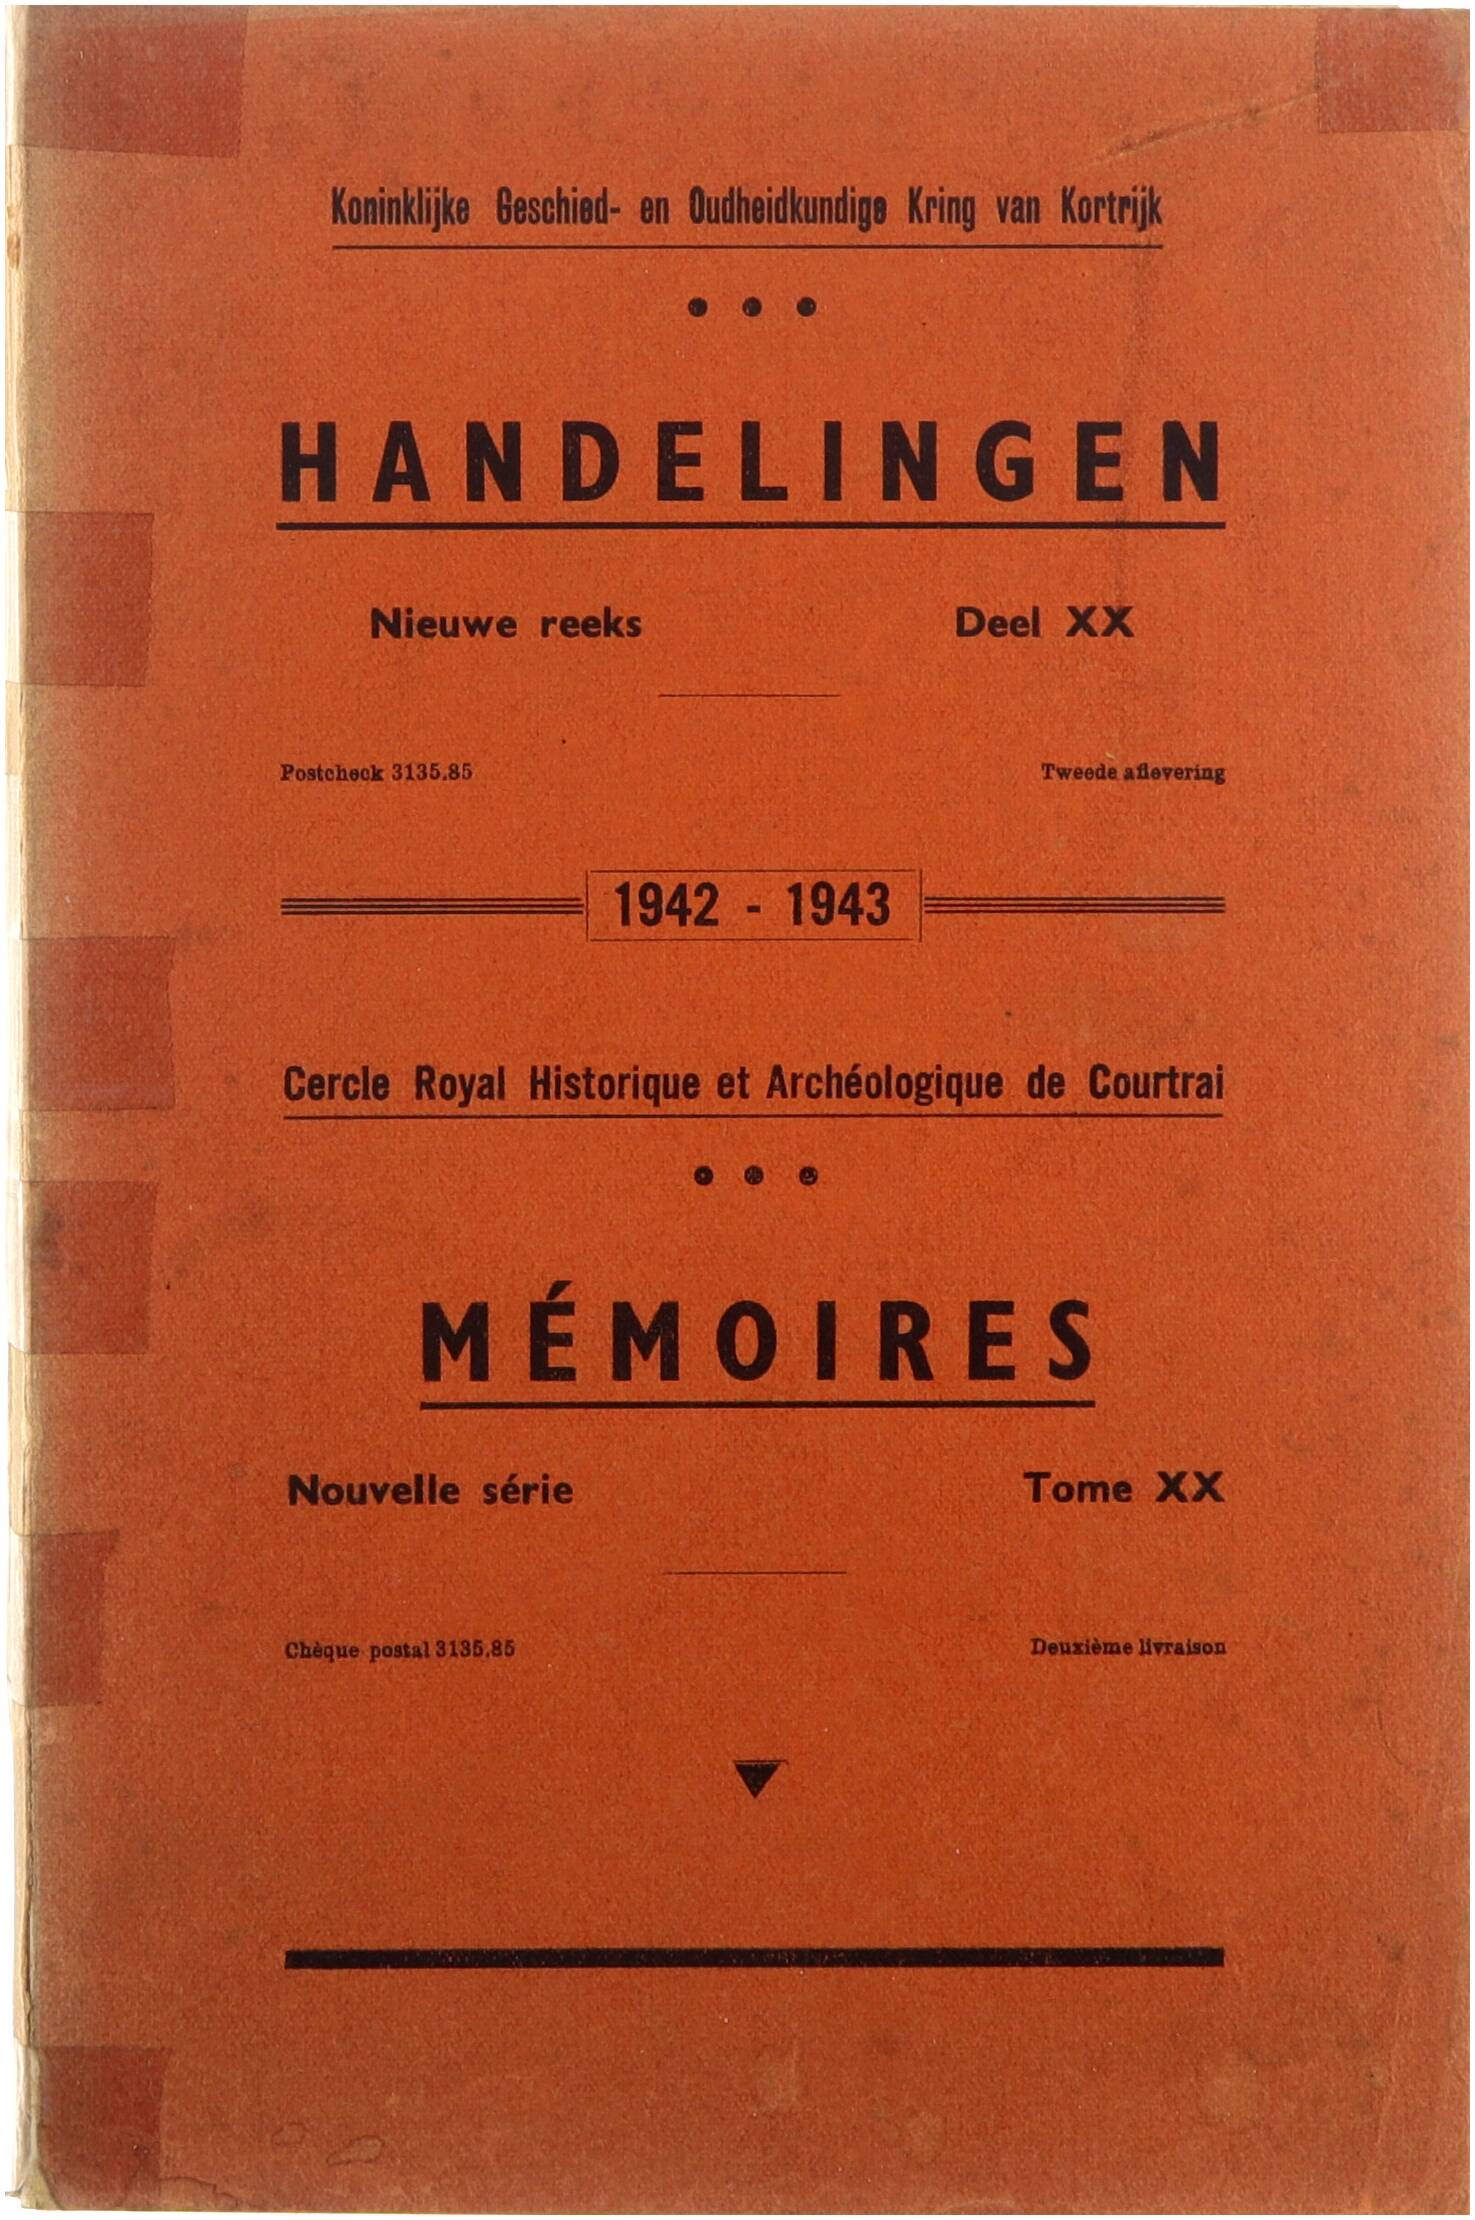 Koninklijke Geschied- en Oudheidkundige Kring van Kortrijk
HANDELINGEN
Nieuwe reeks Deel XX
Postcheck 3135.85 Tweede aflevering
1942 - 1943
Cercle Royal Historique et Archéologique de Courtrai
MÉMOIRES
Nouvelle série Tome XX
Chèque postal 3135.85 Deuxième livraison